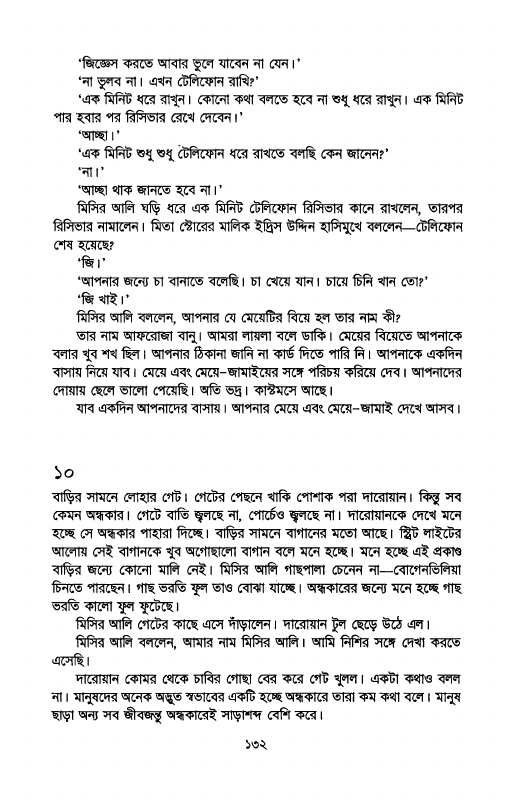 ‘জিজ্ঞেস করতে আবার ভুলে যাবেন না যেন।’
‘না ভুলব না। এখন টেলিফোন রাখি?’
‘এক মিনিট ধরে রাখুন। কোনো কথা বলতে হবে না শুধু ধরে রাখুন। এক মিনিট
পার হবার পর রিসিভার রেখে দেবেন।’
‘আচ্ছা।’
‘এক মিনিট শুধু শুধু টেলিফোন ধরে রাখতে বলছি কেন জানেন?’
‘না।’
‘আচ্ছা থাক জানতে হবে না।’
মিসির আলি ঘড়ি ধরে এক মিনিট টেলিফোন রিসিভার কানে রাখলেন, তারপর
রিসিভার নামালেন। মিতা স্টোরের মালিক ইদ্রিস উদ্দিন হাসিমুখে বললেন—টেলিফোন
শেষ হয়েছে?
‘জি।’
‘আপনার জন্যে চা বানাতে বলেছি। চা খেয়ে যান। চায়ে চিনি খান তো?’
‘জি খাই।’
মিসির আলি বললেন, আপনার যে মেয়েটির বিয়ে হল তার নাম কী?
তার নাম আফরোজা বানু। আমরা লায়লা বলে ডাকি। মেয়ের বিয়েতে আপনাকে
বলার খুব শখ ছিল। আপনার ঠিকানা জানি না কার্ড দিতে পারি নি। আপনাকে একদিন
বাসায় নিয়ে যাব। মেয়ে এবং মেয়ে-জামাইয়ের সঙ্গে পরিচয় করিয়ে দেব। আপনাদের
দোয়ায় ছেলে ভালো পেয়েছি। অতি ভদ্র। কাস্টমসে আছে।
যাব একদিন আপনাদের বাসায়। আপনার মেয়ে এবং মেয়ে-জামাই দেখে আসব।
১০
বাড়ির সামনে লোহার গেট। গেটের পেছনে খাকি পোশাক পরা দারোয়ান। কিন্তু সব
কেমন অন্ধকার। গেটে বাতি জ্বলছে না, পোর্চেও জ্বলছে না। দারোয়ানকে দেখে মনে
হচ্ছে সে অন্ধকার পাহারা দিচ্ছে। বাড়ির সামনে বাগানের মতো আছে। স্ট্রিট লাইটের
আলোয় সেই বাগানকে খুব অগোছালো বাগান বলে মনে হচ্ছে। মনে হচ্ছে এই প্রকাণ্ড
বাড়ির জন্যে কোনো মালি নেই। মিসির আলি গাছপালা চেনেন না—বোগেনভিলিয়া
চিনতে পারছেন। গাছ ভরতি ফুল তাও বোঝা যাচ্ছে। অন্ধকারের জন্যে মনে হচ্ছে গাছ
ভরতি কালো ফুল ফুটেছে।
মিসির আলি গেটের কাছে এসে দাঁড়ালেন। দারোয়ান টুল ছেড়ে উঠে এল।
মিসির আলি বললেন, আমার নাম মিসির আলি। আমি নিশির সঙ্গে দেখা করতে
এসেছি।
দারোয়ান কোমর থেকে চাবির গোছা বের করে গেট খুলল। একটা কথাও বলল
না। মানুষদের অনেক অদ্ভুত স্বভাবের একটি হচ্ছে অন্ধকারে তারা কম কথা বলে। মানুষ
ছাড়া অন্য সব জীবজন্তু অন্ধকারেই সাড়াশব্দ বেশি করে।
১৩২